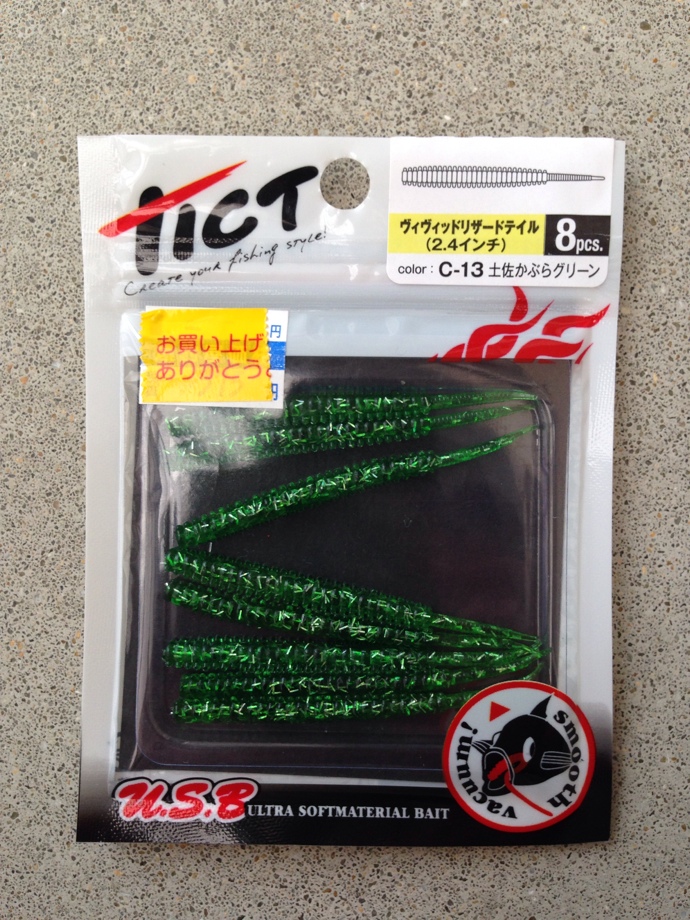 TICT
Create your fishing style!
ヴィヴィッドリザードテイル
(2.4インチ)
8pcs.
color : C-13 土佐かぶらグリーン
円
お買い上げ
ありがとう
円
U.S.B ULTRA SOFTMATERIAL BAIT
smooth
vacuum!